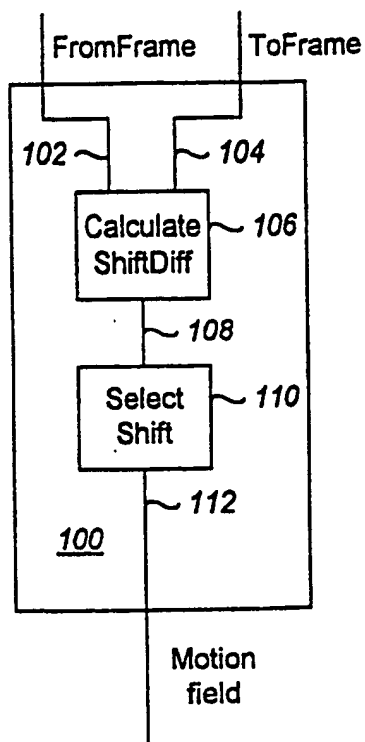 FromFrame
ToFrame
102
104
Calculate
ShiftDiff
106
108
Select
Shift
110
112
100
Motion
field